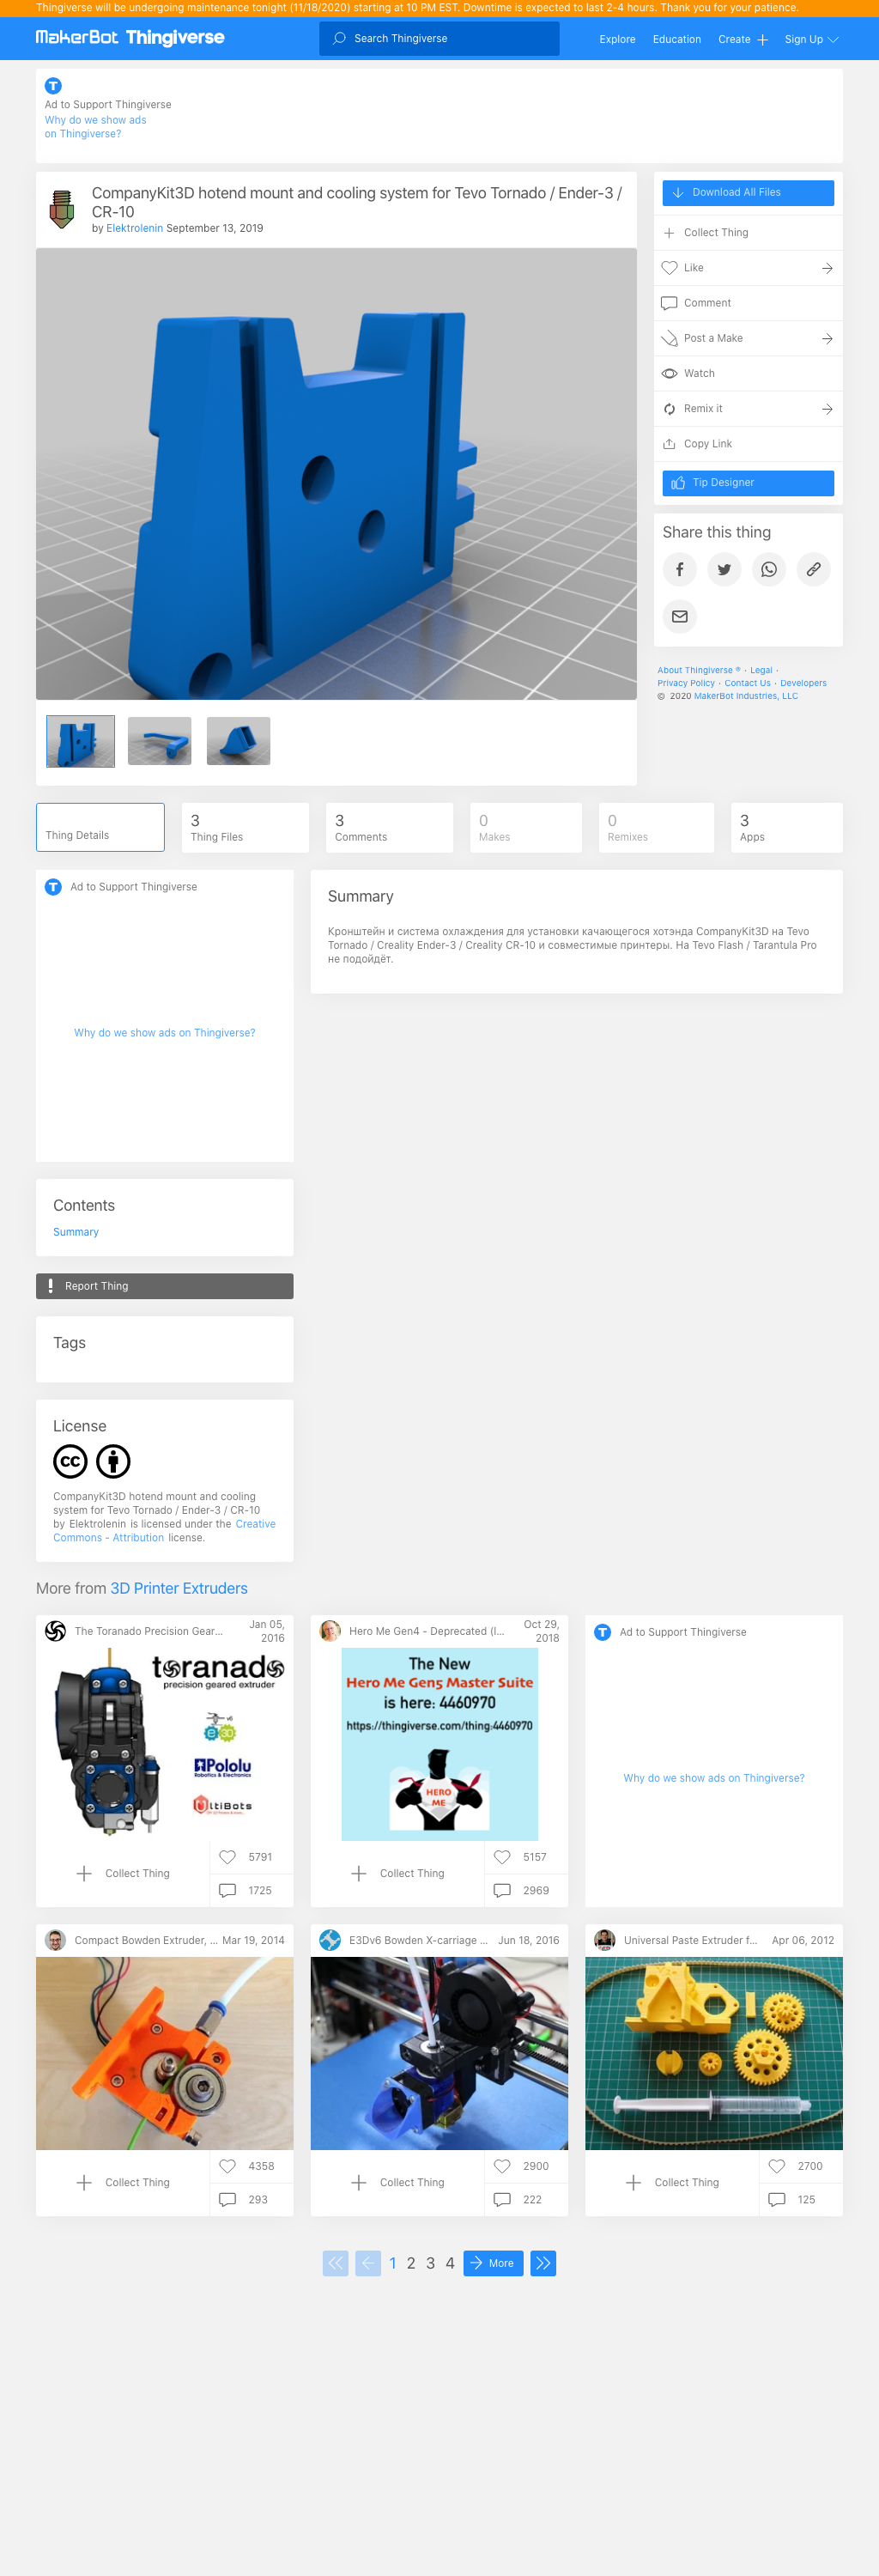 Thingiverse will be undergoing maintenance tonight (11/18/2020) starting at 10 PM EST. Downtime is expected to last 2-4 hours. Thank you for your patience.
MakerBot Thingiverse
Search Thingiverse
Explore
Education
Create
Sign Up
Ad to Support Thingiverse
Why do we show ads
on Thingiverse?
CompanyKit3D hotend mount and cooling system for Tevo Tornado / Ender-3 /
CR-10
by Elektrolenin September 13, 2019
Download All Files
Collect Thing
Like
Comment
Post a Make
Watch
Remix it
Copy Link
Tip Designer
Share this thing
About Thingiverse ® · Legal ·
Privacy Policy · Contact Us · Developers
© 2020 MakerBot Industries, LLC
Thing Details
3
Thing Files
3
Comments
0
Makes
0
Remixes
3
Apps
Ad to Support Thingiverse
Why do we show ads on Thingiverse?
Summary
Кронштейн и система охлаждения для установки качающегося хотэнда CompanyKit3D на Tevo
Tornado / Creality Ender-3 / Creality CR-10 и совместимые принтеры. На Tevo Flash / Tarantula Pro
не подойдёт.
Contents
Summary
Report Thing
Tags
License
CompanyKit3D hotend mount and cooling
system for Tevo Tornado / Ender-3 / CR-10
by Elektrolenin is licensed under the Creative
Commons - Attribution license.
More from 3D Printer Extruders
The Toranado Precision Gear...
Jan 05,
2016
toranado
precision geared extruder
v6
Pololu
Robotics & Electronics
UltiBots
Collect Thing
5791
1725
Hero Me Gen4 - Deprecated (I...
Oct 29,
2018
The New
Hero Me Gen5 Master Suite
is here: 4460970
https://thingiverse.com/thing:4460970
HERO
ME
Collect Thing
5157
2969
Ad to Support Thingiverse
Why do we show ads on Thingiverse?
Compact Bowden Extruder, ...
Mar 19, 2014
Collect Thing
4358
293
E3Dv6 Bowden X-carriage ...
Jun 18, 2016
Collect Thing
2900
222
Universal Paste Extruder f...
Apr 06, 2012
Collect Thing
2700
125
1 2 3 4 More